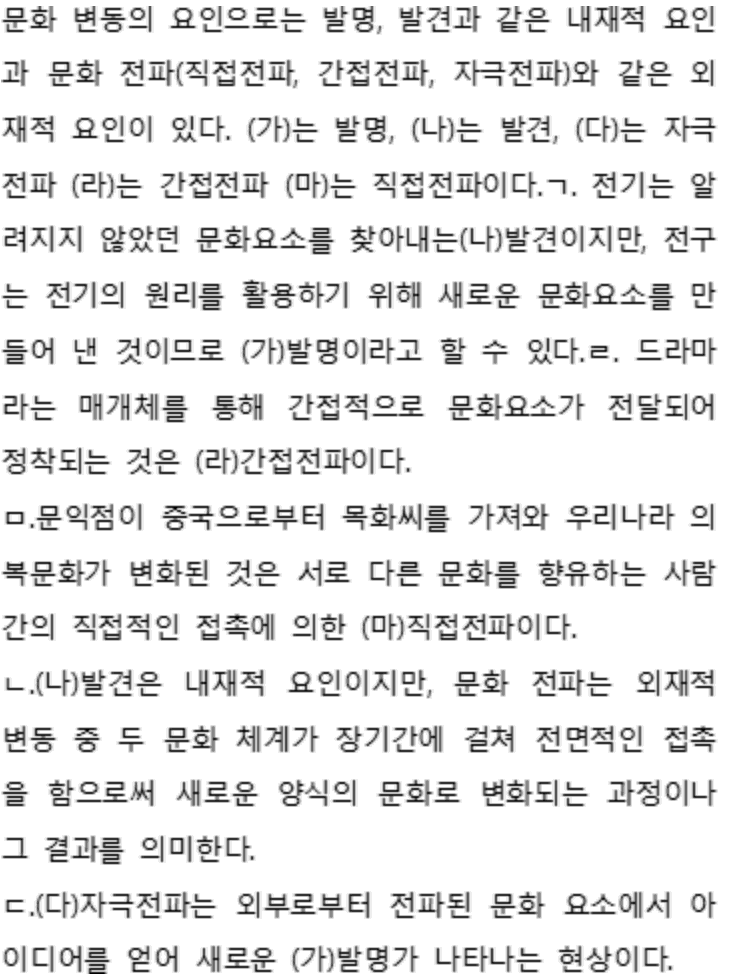 문화 변동의 요인으로는 발명, 발견과 같은 내재적 요인
과 문화 전파(직접전파, 간접전파, 자극전파)와 같은 외
재적 요인이 있다. (가)는 발명, (나)는 발견, (다)는 자극
전파 (라)는 간접전파 (마)는 직접전파이다.ㄱ. 전기는 알
려지지 않았던 문화요소를 찾아내는(나)발견이지만, 전구
는 전기의 원리를 활용하기 위해 새로운 문화요소를 만
들어 낸 것이므로 (가)발명이라고 할 수 있다.ㄹ. 드라마
라는 매개체를 통해 간접적으로 문화요소가 전달되어
정착되는 것은 (라)간접전파이다.
ㅁ.문익점이 중국으로부터 목화씨를 가져와 우리나라 의
복문화가 변화된 것은 서로 다른 문화를 향유하는 사람
간의 직접적인 접촉에 의한 (마)직접전파이다.
ㄴ.(나)발견은 내재적 요인이지만, 문화 전파는 외재적
변동 중 두 문화 체계가 장기간에 걸쳐 전면적인 접촉
을 함으로써 새로운 양식의 문화로 변화되는 과정이나
그 결과를 의미한다.
ㄷ.(다)자극전파는 외부로부터 전파된 문화 요소에서 아
이디어를 얻어 새로운 (가)발명가 나타나는 현상이다.